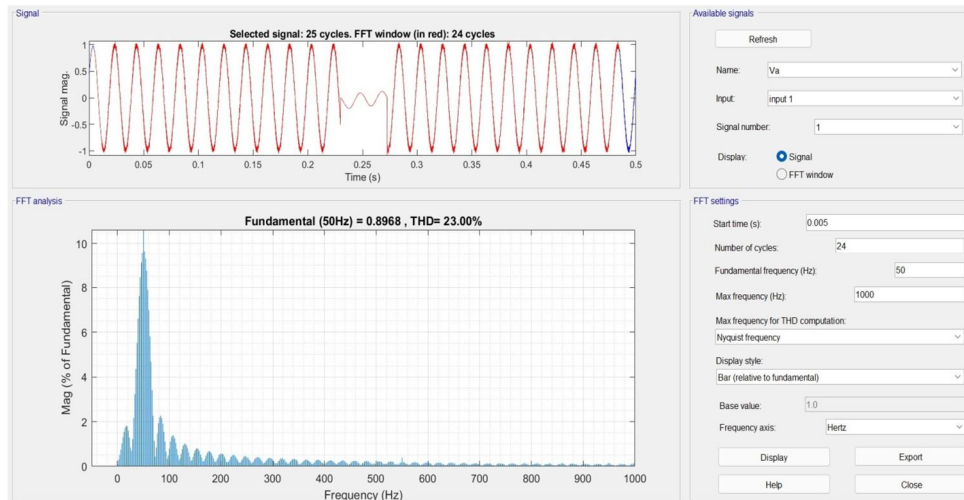 Signal
Selected signal: 25 cycles. FFT window (in red): 24 cycles
1
0.5
0
-0.5
-1
Signal mag.
0 0.05 0.1 0.15 0.2 0.25 0.3 0.35 0.4 0.45 0.5
Time (s)
FFT analysis
Fundamental (50Hz) = 0.8968 , THD= 23.00%
10
8
6
4
2
0
Mag (% of Fundamental)
0 100 200 300 400 500 600 700 800 900 1000
Frequency (Hz)
Available signals
Refresh
Name: Va
Input: input 1
Signal number: 1
Display: Signal
FFT window
FFT settings
Start time (s): 0.005
Number of cycles: 24
Fundamental frequency (Hz): 50
Max frequency (Hz): 1000
Max frequency for THD computation:
Nyquist frequency
Display style:
Bar (relative to fundamental)
Base value: 1.0
Frequency axis: Hertz
Display Export
Help Close